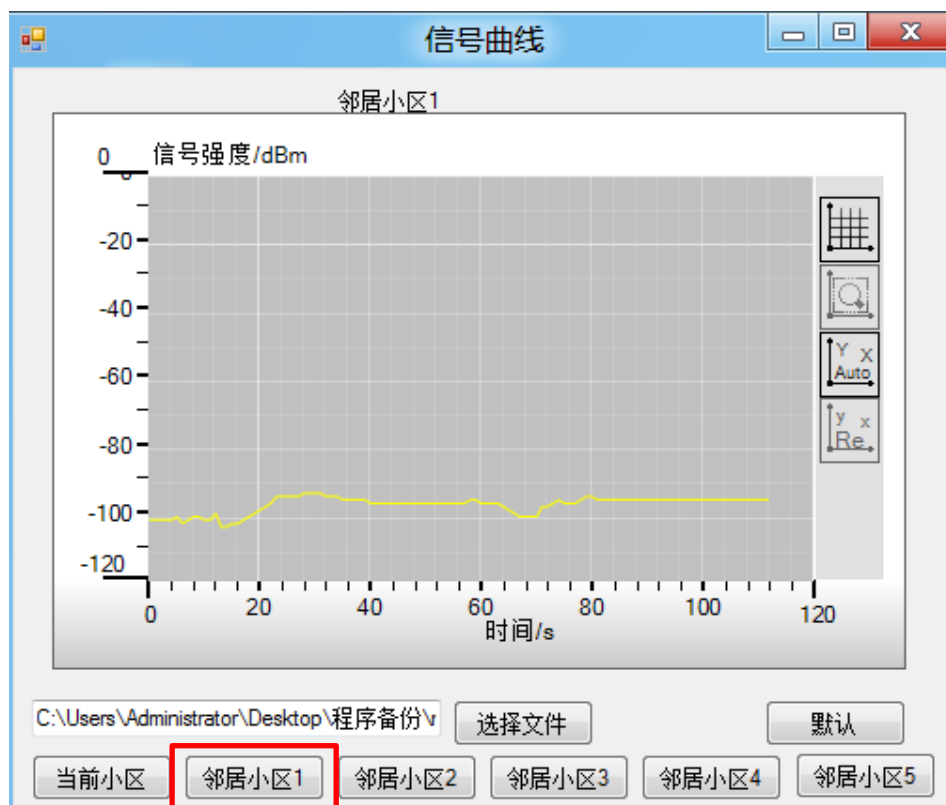 信号曲线
邻居小区1
0 信号强度/dBm
0
-20
-40
-60
-80
-100
-120
Y X
Auto
y x
Re
0 20 40 60 80 100 120
时间/s
C:\Users\Administrator\Desktop\程序备份\r 选择文件 默认
当前小区 邻居小区1 邻居小区2 邻居小区3 邻居小区4 邻居小区5